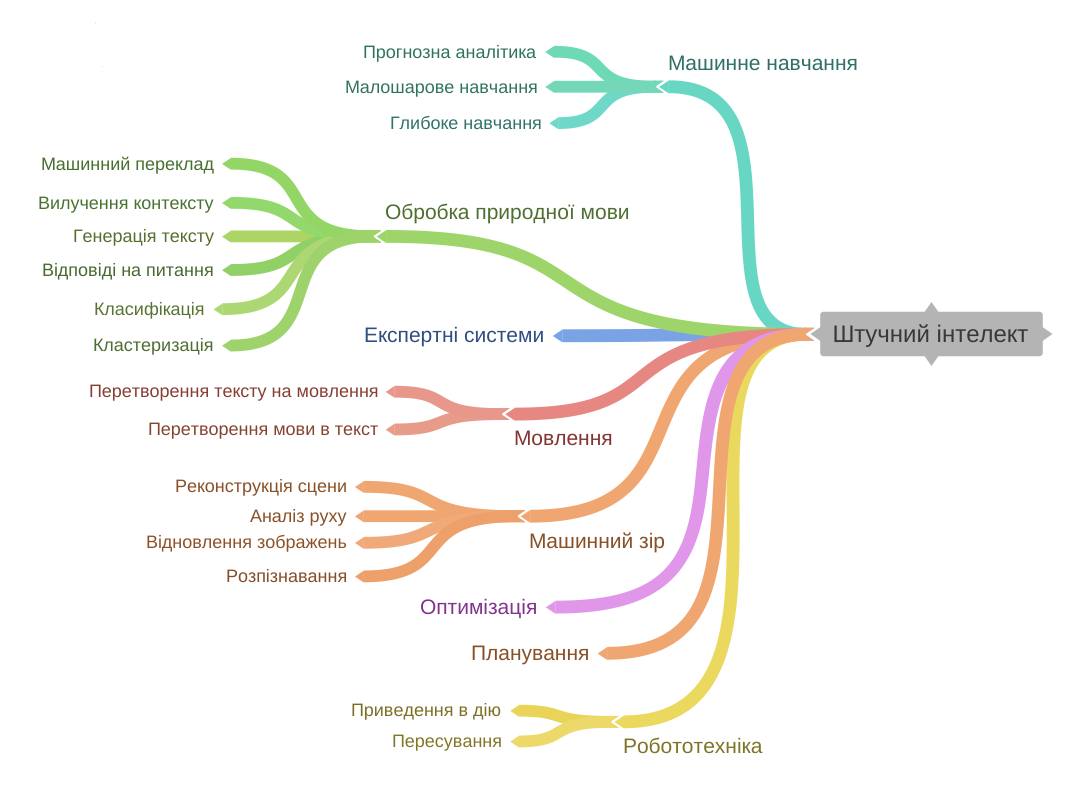 Штучний інтелект
Машинне навчання
Прогнозна аналітика
Малошарове навчання
Глибоке навчання
Обробка природної мови
Машинний переклад
Вилучення контексту
Генерація тексту
Відповіді на питання
Класифікація
Кластеризація
Експертні системи
Мовлення
Перетворення тексту на мовлення
Перетворення мови в текст
Машинний зір
Реконструкція сцени
Аналіз руху
Відновлення зображень
Розпізнавання
Оптимізація
Планування
Робототехніка
Приведення в дію
Пересування